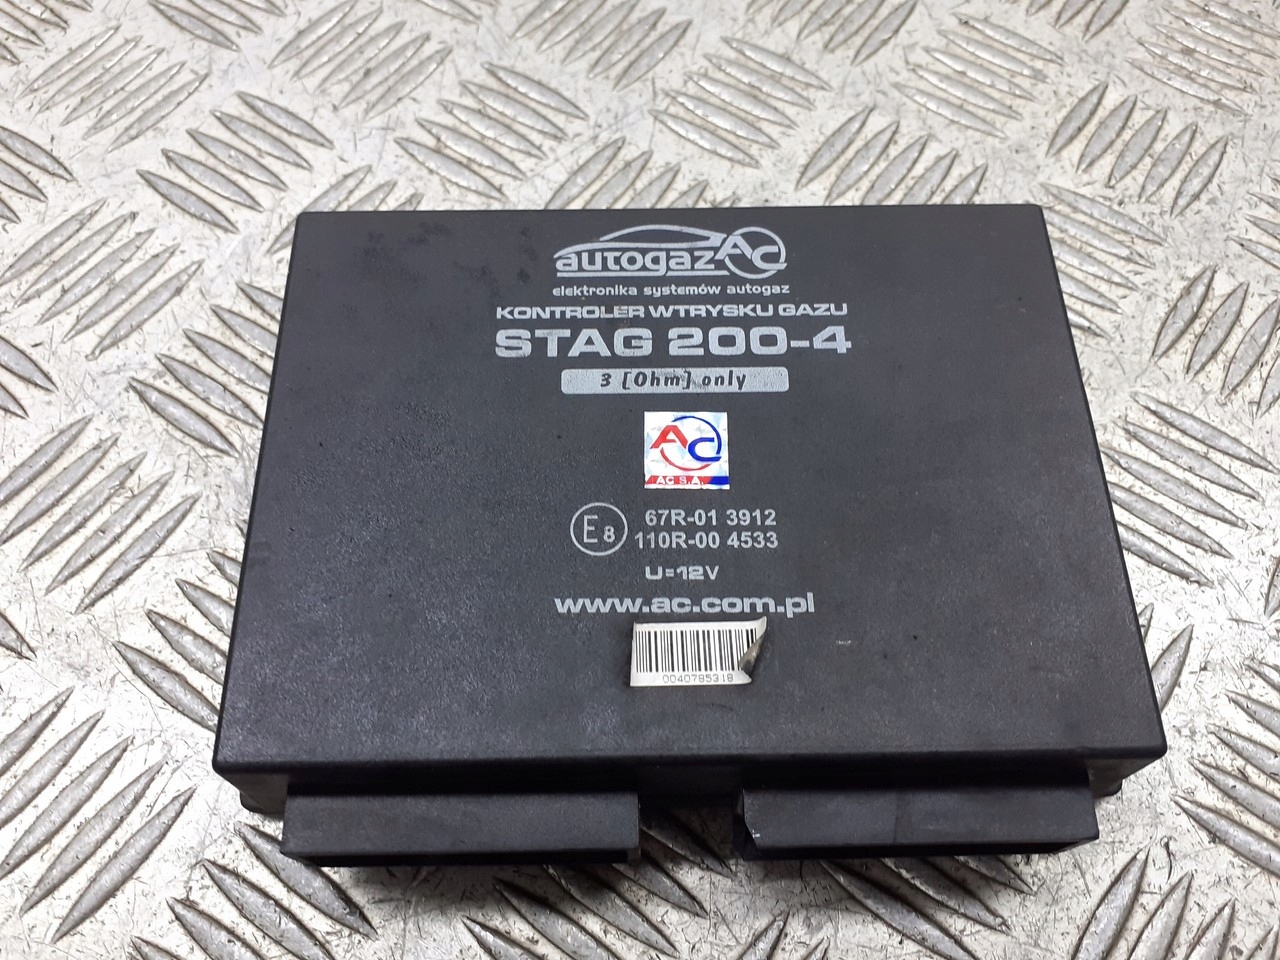 autogaz AC
elektronika systemów autogaz
KONTROLER WTRYSKU GAZU
STAG 200-4
3 [Ohm] only
AC
AC S.A.
E8 67R-01 3912
110R-00 4533
U=12V
www.ac.com.pl
0040785318